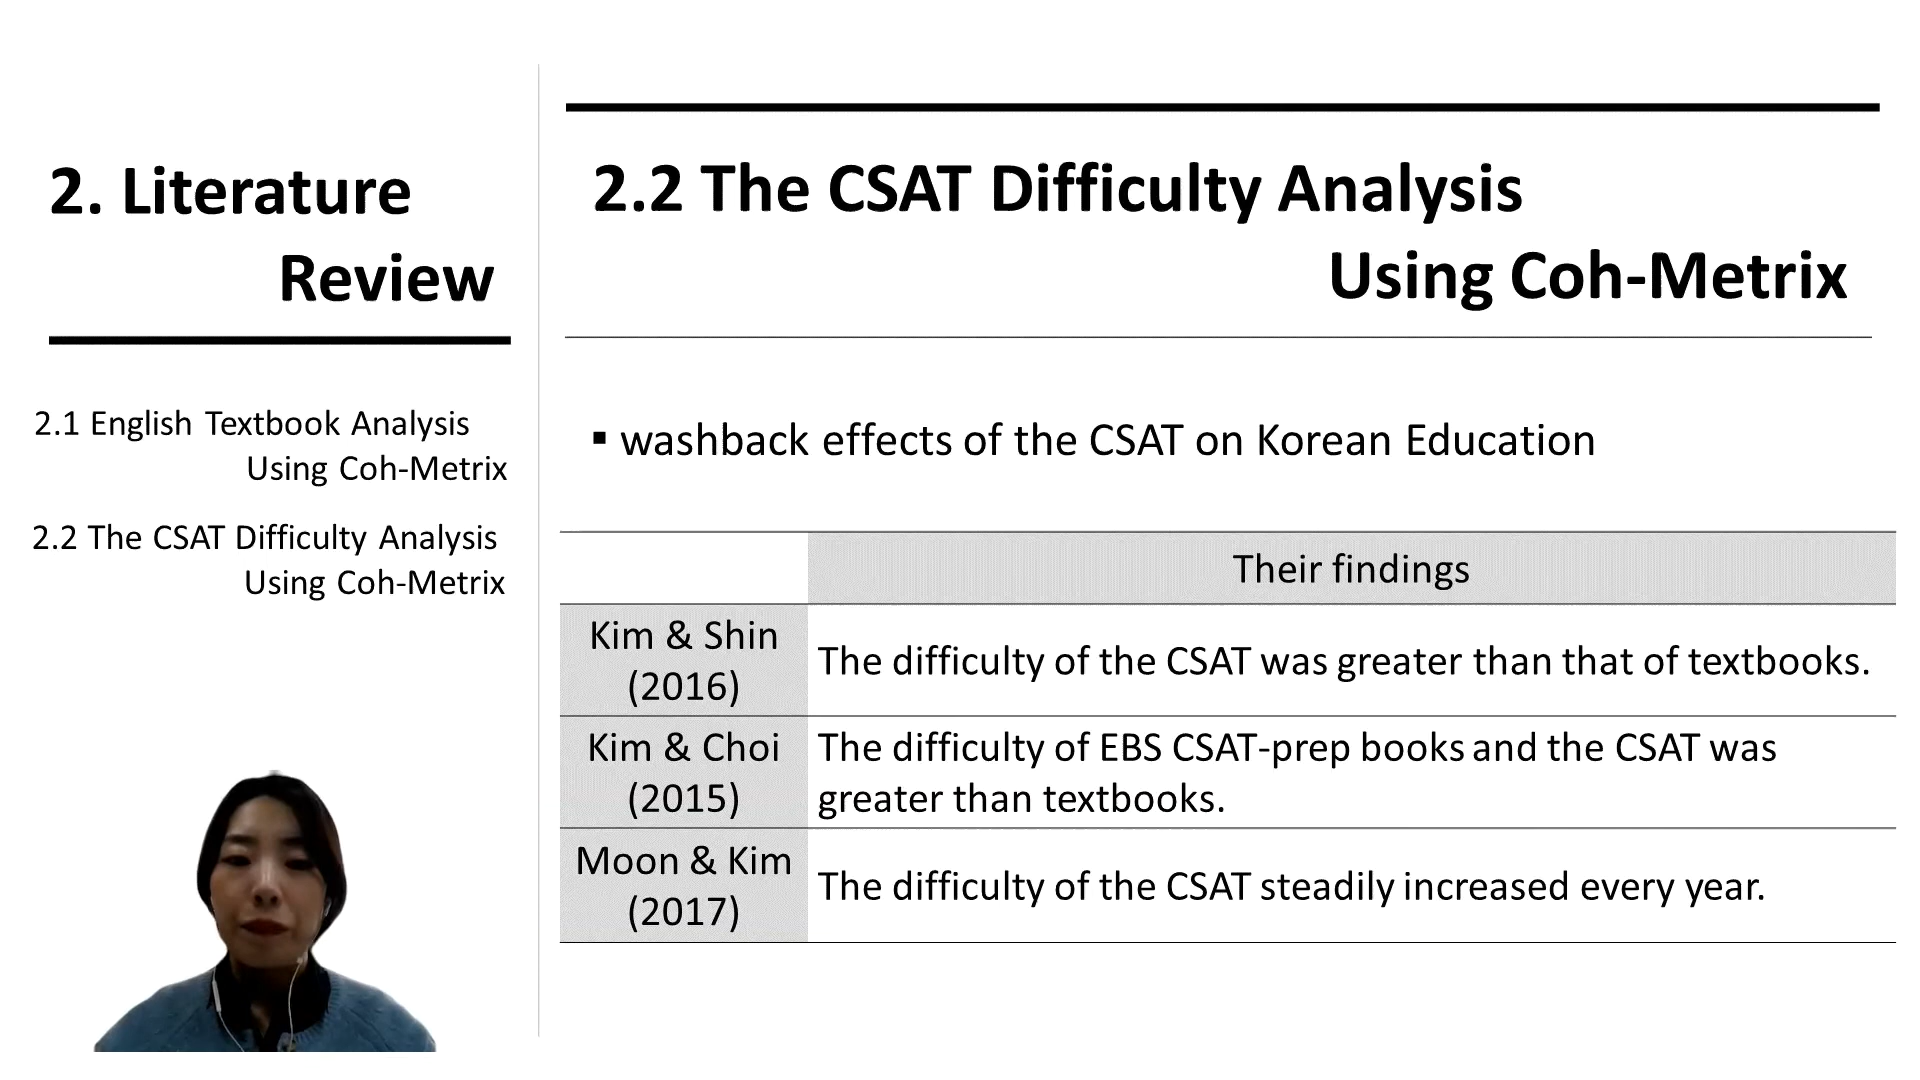 2. Literature
Review
2.1 English Textbook Analysis
Using Coh-Metrix
2.2 The CSAT Difficulty Analysis
Using Coh-Metrix
2.2 The CSAT Difficulty Analysis
Using Coh-Metrix
▪ washback effects of the CSAT on Korean Education
Their findings
Kim & Shin
(2016)
The difficulty of the CSAT was greater than that of textbooks.
Kim & Choi
(2015)
The difficulty of EBS CSAT-prep books and the CSAT was
greater than textbooks.
Moon & Kim
(2017)
The difficulty of the CSAT steadily increased every year.